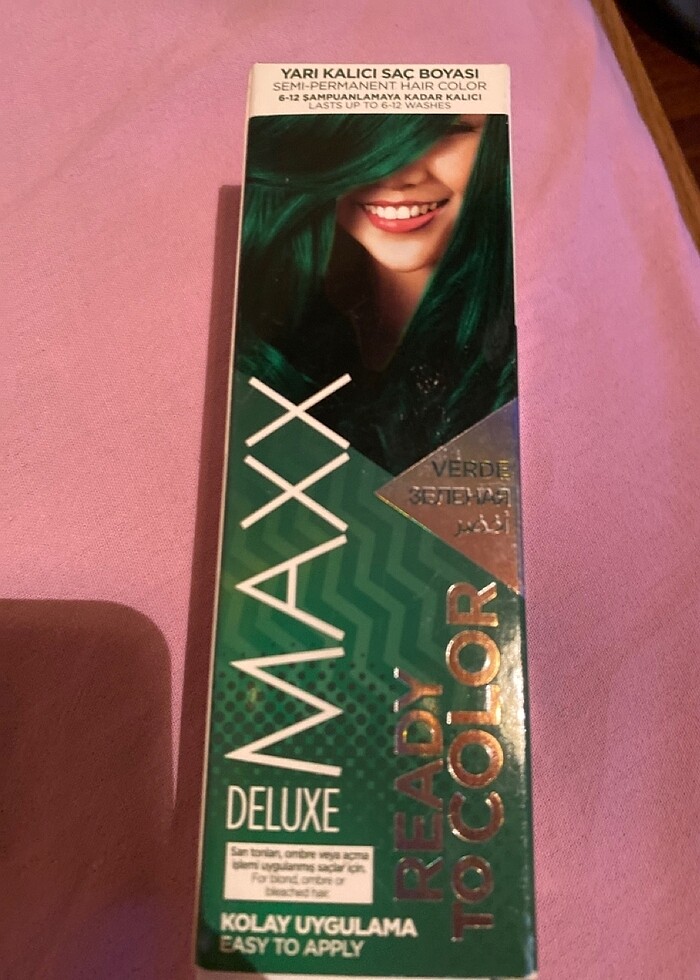 YARI KALICI SAÇ BOYASI
SEMI-PERMANENT HAIR COLOR
6-12 ŞAMPUANLAMAYA KADAR KALICI
LASTS UP TO 6-12 WASHES
VERDE
ЗЕЛЕНАЯ
أخضر
MAXX
DELUXE
READY
TO COLOR
Sarı tonları, ombre veya açma
işlemi uygulanmış saçlar için.
For blond, ombre or
bleached hair.
KOLAY UYGULAMA
EASY TO APPLY